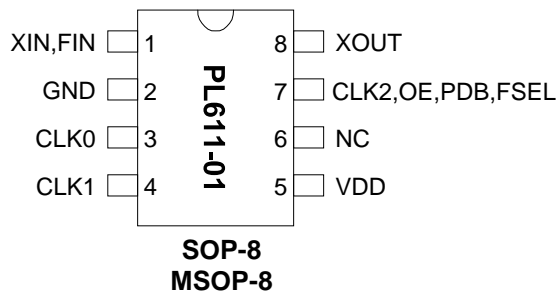 XIN,FIN 1 8 XOUT
GND 2 7 CLK2,OE,PDB,FSEL
CLK0 3 6 NC
CLK1 4 5 VDD
PL611-01
SOP-8
MSOP-8